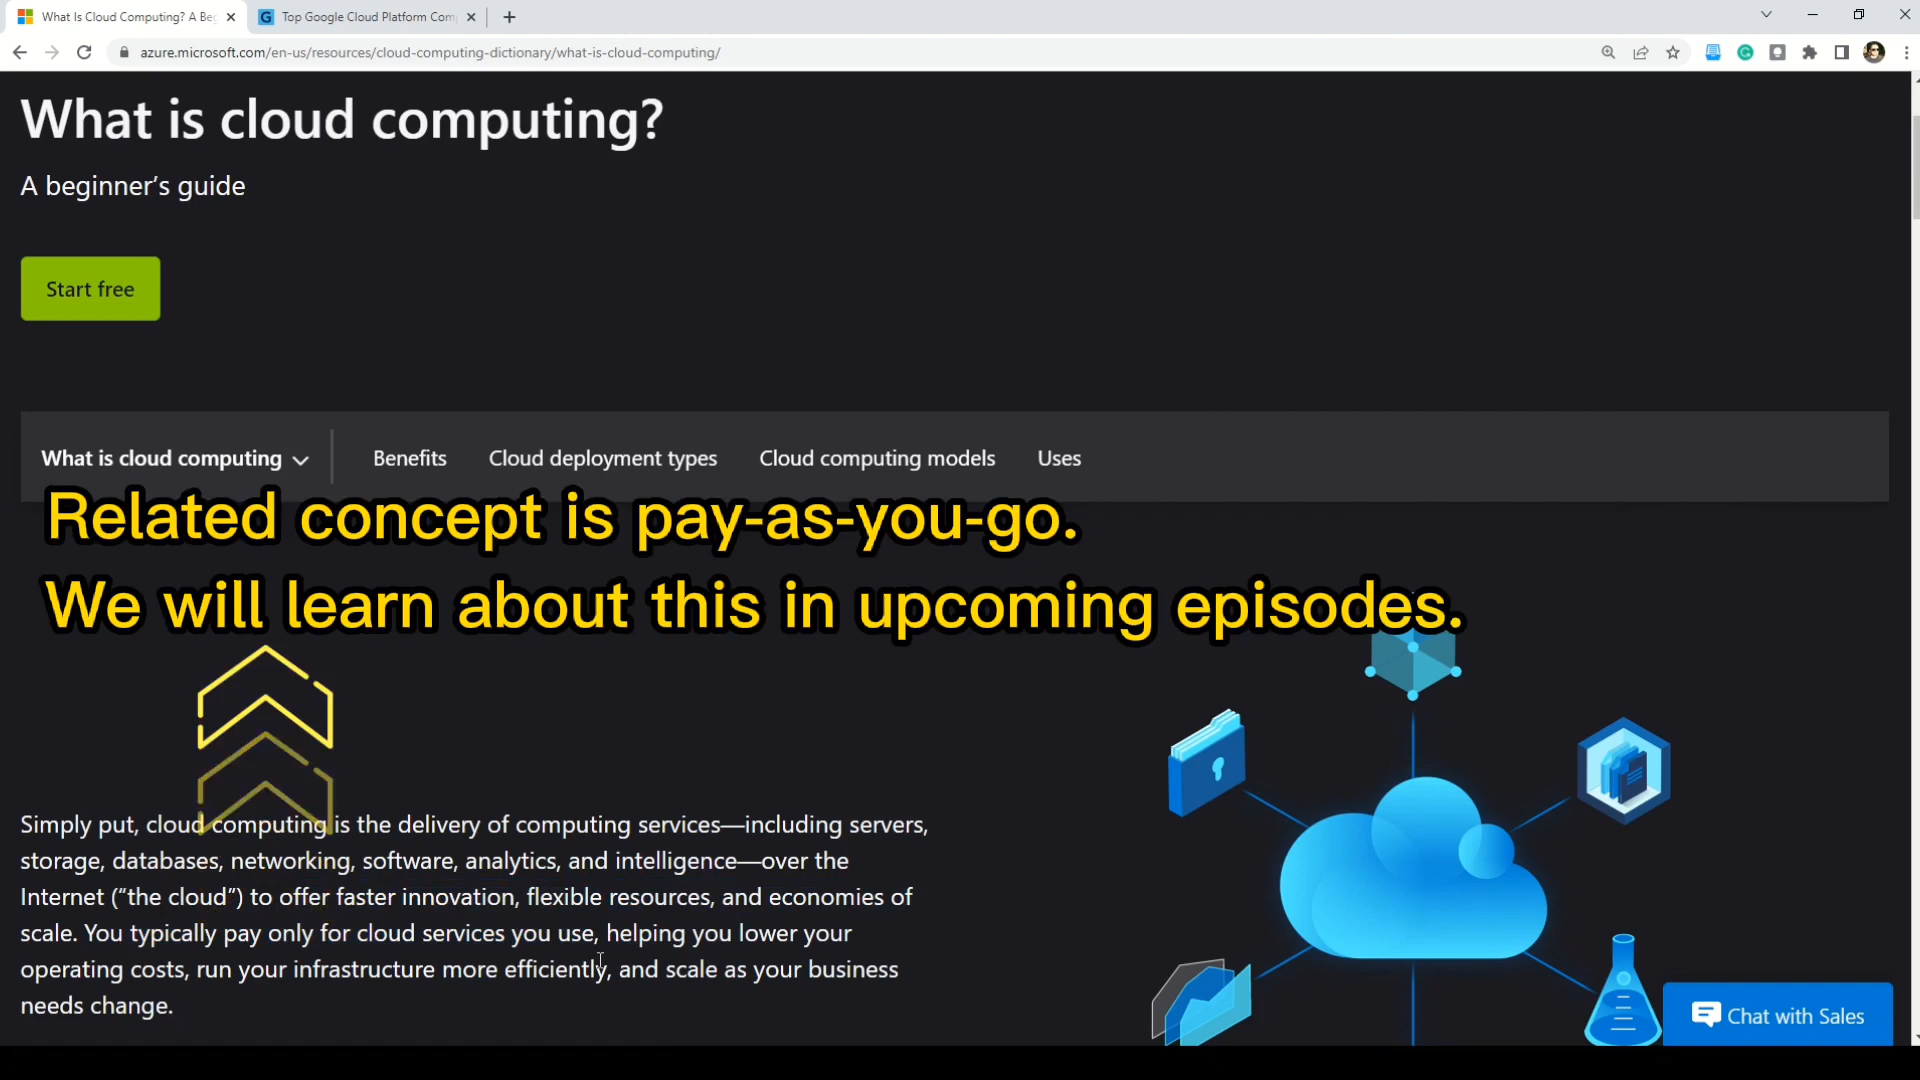 What Is Cloud Computing? A Be
Top Google Cloud Platform Com
azure.microsoft.com/en-us/resources/cloud-computing-dictionary/what-is-cloud-computing/
What is cloud computing?
A beginner’s guide
Start free
What is cloud computing Benefits Cloud deployment types Cloud computing models Uses
Related concept is pay-as-you-go.
We will learn about this in upcoming episodes.
Simply put, cloud computing is the delivery of computing services—including servers,
storage, databases, networking, software, analytics, and intelligence—over the
Internet (“the cloud”) to offer faster innovation, flexible resources, and economies of
scale. You typically pay only for cloud services you use, helping you lower your
operating costs, run your infrastructure more efficiently, and scale as your business
needs change.
Chat with Sales